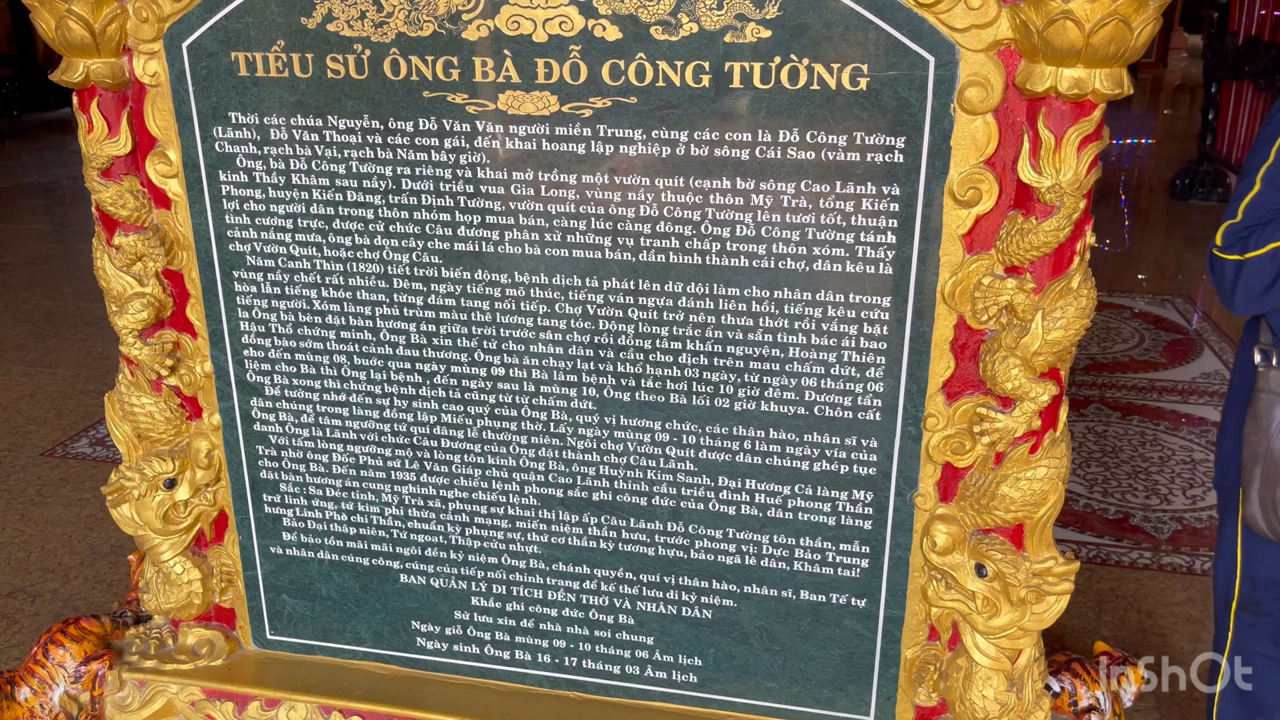 TIỂU SỬ ÔNG BÀ ĐỖ CÔNG TƯỜNG
Thời các chúa Nguyễn, ông Đỗ Văn Văn người miền Trung, cùng các con là Đỗ Công Tường
(Lãnh), Đỗ Văn Thoại và các con gái, đến khai hoang lập nghiệp ở bờ sông Cái Sao (vàm rạch
Chanh, rạch bà Vại, rạch bà Năm bây giờ).
Ông, bà Đỗ Công Tường ra riêng và khai mở trồng một vườn quít (cạnh bờ sông Cao Lãnh và
kinh Thầy Khâm sau nầy). Dưới triều vua Gia Long, vùng nầy thuộc thôn Mỹ Trà, tổng Kiến
Phong, huyện Kiến Đăng, trấn Định Tường, vườn quít của ông Đỗ Công Tường lên tươi tốt, thuận
lợi cho người dân trong thôn nhóm họp mua bán, càng lúc càng đông. Ông Đỗ Công Tường tánh
tình cương trực, được cử chức Câu đương phân xử những vụ tranh chấp trong thôn xóm. Thấy
cảnh nắng mưa, ông bà dọn cây che mái lá cho bà con mua bán, dần hình thành cái chợ, dân kêu là
chợ Vườn Quít, hoặc chợ Ông Câu.
Năm Canh Thìn (1820) tiết trời biến động, bệnh dịch tả phát lên dữ dội làm cho nhân dân trong
vùng nầy chết rất nhiều. Đêm, ngày tiếng mõ thúc, tiếng ván ngựa đánh liên hồi, tiếng kêu cứu
hòa lẫn tiếng khóc than, từng đám tang nối tiếp. Chợ Vườn Quít trở nên thưa thớt rồi vắng bặt
tiếng người. Xóm làng phủ trùm màu thê lương tang tóc. Động lòng trắc ẩn và sẵn tình bác ái bao
la Ông bà bèn đặt bàn hương án giữa trời trước sân chợ rồi đồng tâm khấn nguyện, Hoàng Thiên
Hậu Thổ chứng minh, Ông Bà xin thế tử cho nhân dân và cầu cho dịch trên mau chấm dứt, để
đồng bào sớm thoát cảnh đau thương. Ông bà ăn chay lạt và khổ hạnh 03 ngày, từ ngày 06 tháng 06
cho đến mùng 08, bước qua ngày mùng 09 thì Bà lâm bệnh và tắc hơi lúc 10 giờ đêm. Đương tẩn
liệm cho Bà thì Ông lại bệnh , đến ngày sau là mùng 10, Ông theo Bà lối 02 giờ khuya. Chôn cất
Ông Bà xong thì chứng bệnh dịch tả cũng từ từ chấm dứt.
Để tưởng nhớ đến sự hy sinh cao quý của Ông Bà, quý vị hương chức, các thân hào, nhân sĩ và
dân chúng trong làng đồng lập Miếu phụng thờ. Lấy ngày mùng 09 - 10 tháng 6 làm ngày vía của
Ông Bà, để tâm ngưỡng tứ quí dâng lễ thường niên. Ngôi chợ Vườn Quít được dân chúng ghép tục
danh Ông là Lãnh với chức Câu Đương của Ông đặt thành chợ Câu Lãnh.
Với tấm lòng ngưỡng mộ và lòng tôn kính Ông Bà, ông Huỳnh Kim Sanh, Đại Hương Cả làng Mỹ
Trà nhờ ông Đốc Phủ sứ Lê Văn Giáp chủ quận Cao Lãnh thỉnh cầu triều đình Huế phong Thần
cho Ông Bà. Đến năm 1935 được chiếu lệnh phong sắc ghi công đức của Ông Bà, dân trong làng
đặt bàn hương án cung nghinh nghe chiếu lệnh.
Sắc : Sa Đéc tỉnh, Mỹ Trà xã, phụng sự khai thị lập ấp Câu Lãnh Đỗ Công Tường tôn thần, mẫn
trứ linh ứng, tứ kim phi thừa cảnh mạng, miến niệm thần hưu, trước phong vị: Dực Bảo Trung
hưng Linh Phò chi Thần, chuẩn kỳ phụng sự, thứ cơ thần kỳ tương hựu, bảo ngã lê dân, Khâm tai!
Bảo Đại thập niên, Tứ ngoạt, Thập cửu nhựt.
Để bảo tồn mãi mãi ngôi đền kỷ niệm Ông Bà, chánh quyền, quí vị thân hào, nhân sĩ, Ban Tế tự
và nhân dân cúng công, cúng của tiếp nối chỉnh trang để kế thế lưu di kỷ niệm.
BAN QUẢN LÝ DI TÍCH ĐỀN THỜ VÀ NHÂN DÂN
Khắc ghi công đức Ông Bà
Sử lưu xin để nhà nhà soi chung
Ngày giỗ Ông Bà mùng 09 - 10 tháng 06 Âm lịch
Ngày sinh Ông Bà 16 - 17 tháng 03 Âm lịch
InShOt